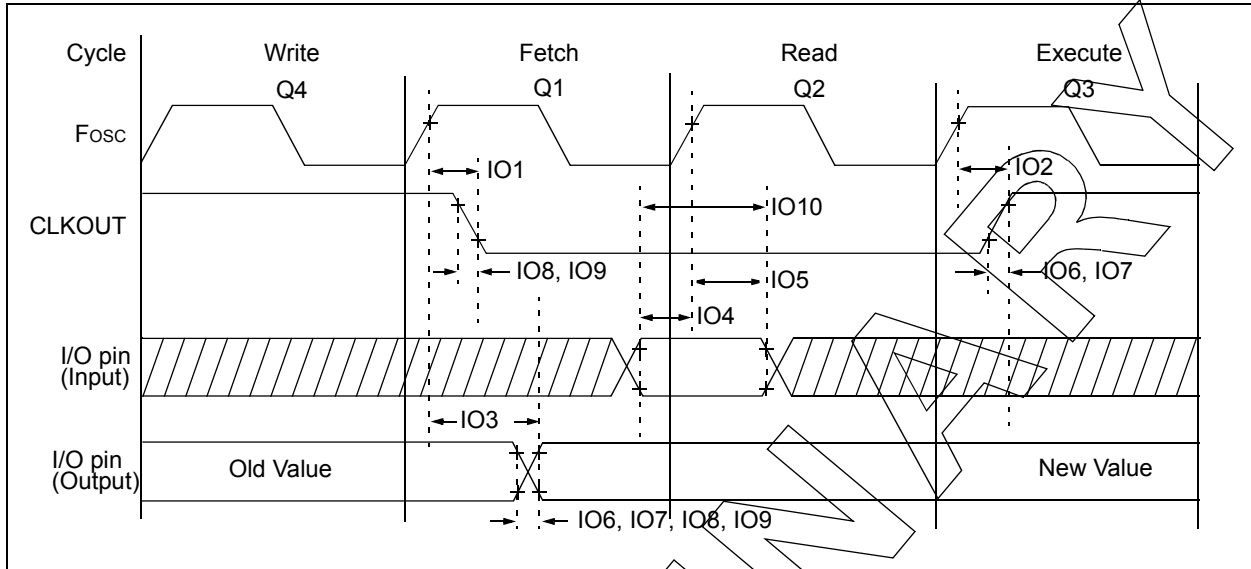 Cycle Write Fetch Read Execute
Q4 Q1 Q2 Q3
FOSC
IO1 IO2
CLKOUT IO10
IO8, IO9 IO6, IO7
IO5
IO4
I/O pin
(Input)
IO3
I/O pin
(Output)
Old Value New Value
IO6, IO7, IO8, IO9